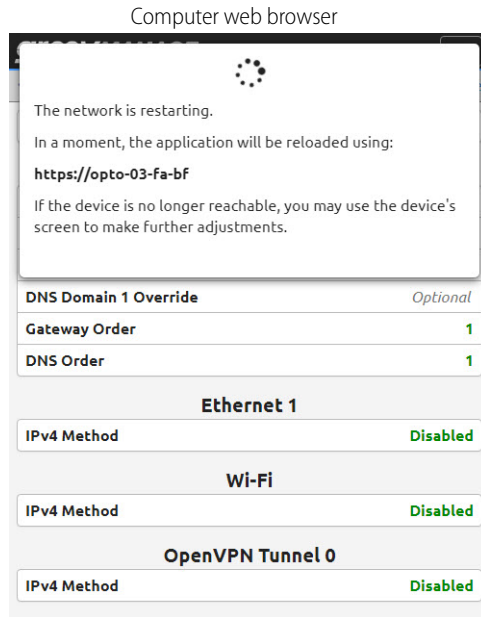 Computer web browser
The network is restarting.
In a moment, the application will be reloaded using:
https://opto-03-fa-bf
If the device is no longer reachable, you may use the device's
screen to make further adjustments.
DNS Domain 1 Override Optional
Gateway Order 1
DNS Order 1
Ethernet 1
IPv4 Method Disabled
Wi-Fi
IPv4 Method Disabled
OpenVPN Tunnel 0
IPv4 Method Disabled